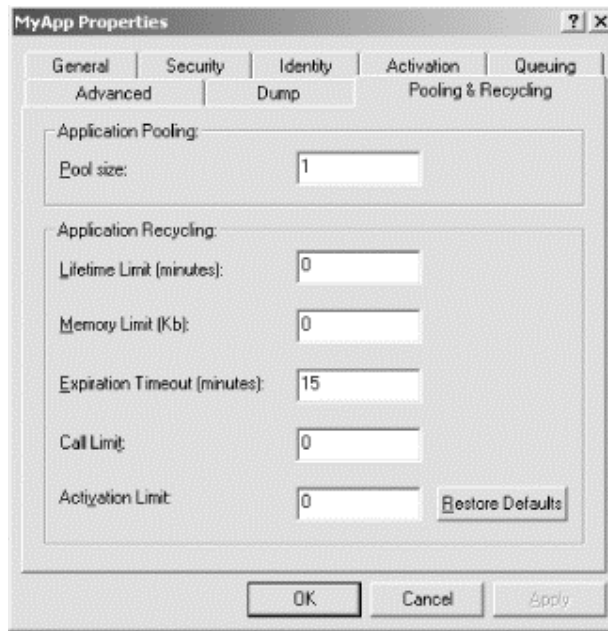 MyApp Properties ? X
General Security Identity Activation Queuing
Advanced Dump Pooling & Recycling
Application Pooling:
Pool size: 1
Application Recycling:
Lifetime Limit (minutes): 0
Memory Limit (Kb): 0
Expiration Timeout (minutes): 15
Call Limit: 0
Activation Limit: 0 Restore Defaults
OK Cancel Apply